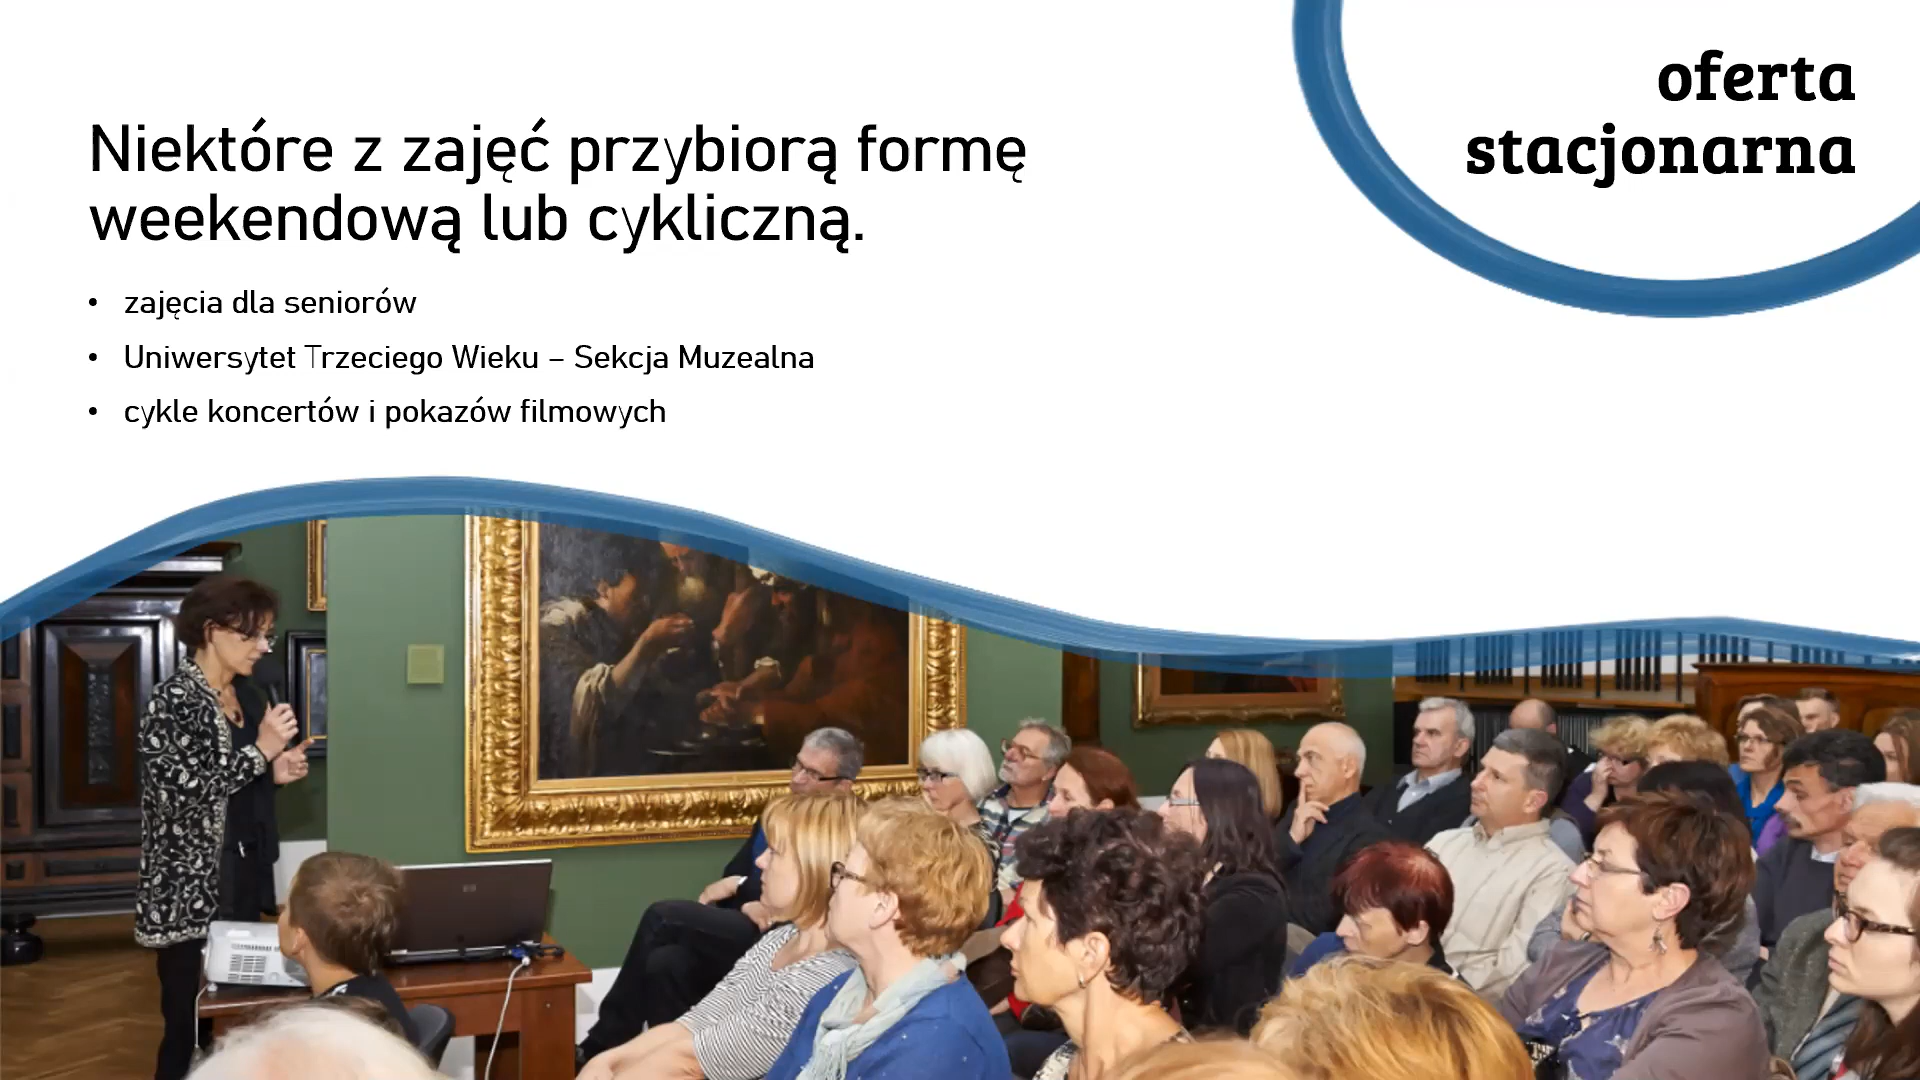 oferta
stacjonarna
Niektóre z zajęć przybiorą formę
weekendową lub cykliczną.
• zajęcia dla seniorów
• Uniwersytet Trzeciego Wieku – Sekcja Muzealna
• cykle koncertów i pokazów filmowych